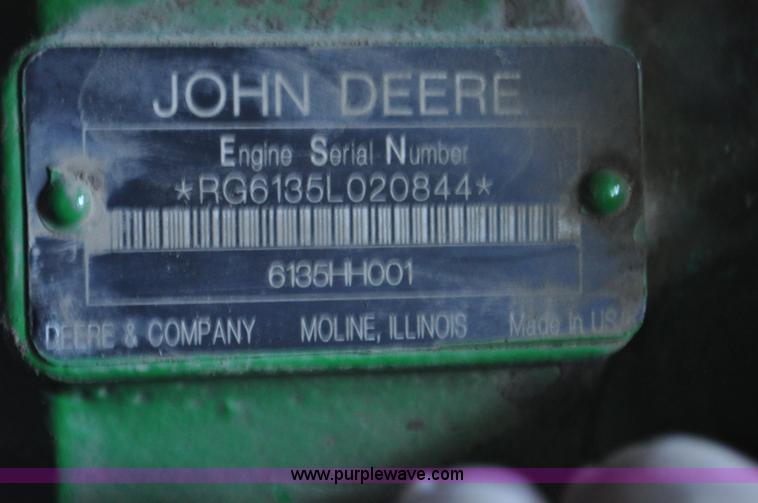 JOHN DEERE
Engine Serial Number
*RG6135L020844*
6135HH001
DEERE & COMPANY MOLINE, ILLINOIS Made In USA
www.purplewave.com